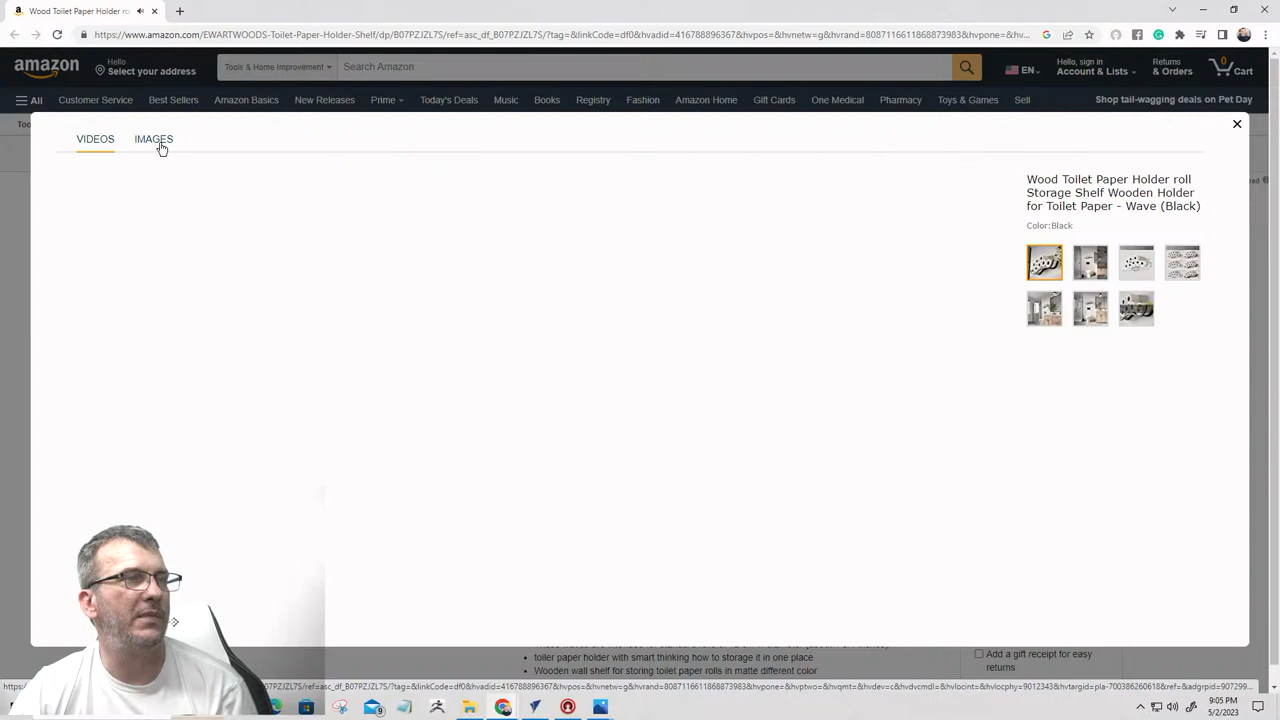 Wood Toilet Paper Holder ro
https://www.amazon.com/EWARTWOODS-Toilet-Paper-Holder-Shelf/dp/B07PZJZL7S/ref=asc_df_B07PZJZL7S/?tag=&linkCode=df0&hvadid=416788896367&hvpos=&hvnetw=g&hvrand=8087116611868973983&hvpone=&hvp...
amazon
Hello
Select your address
Tools & Home Improvement
Search Amazon
EN
Hello, sign in
Account & Lists
Returns
& Orders
0
Cart
All
Customer Service
Best Sellers
Amazon Basics
New Releases
Prime
Today's Deals
Music
Books
Registry
Fashion
Amazon Home
Gift Cards
One Medical
Pharmacy
Toys & Games
Sell
Shop tail-wagging deals on Pet Day
VIDEOS
IMAGES
Wood Toilet Paper Holder roll
Storage Shelf Wooden Holder
for Toilet Paper - Wave (Black)
Color:Black
toiler paper holder with smart thinking how to storage it in one place
Wooden wall shelf for storing toilet paper rolls in matte different color
Add a gift receipt for easy
returns
9:05 PM
5/2/2023